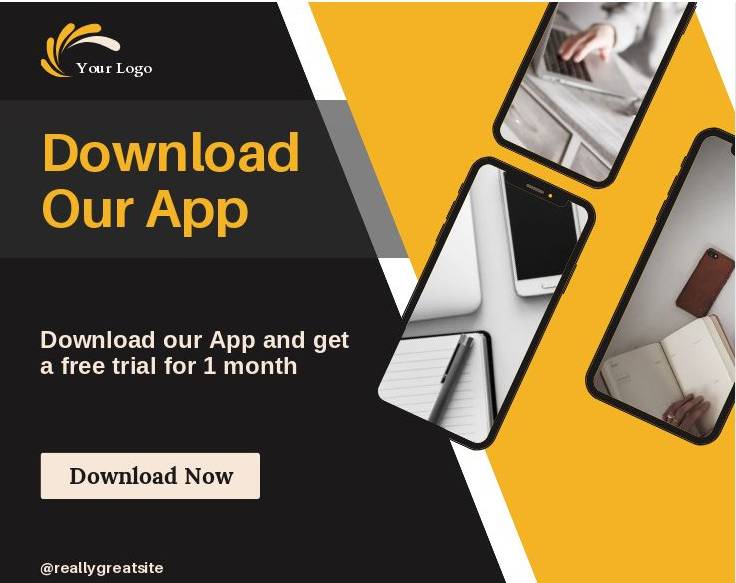 Your Logo
Download
Our App
Download our App and get
a free trial for 1 month
Download Now
@reallygreatsite